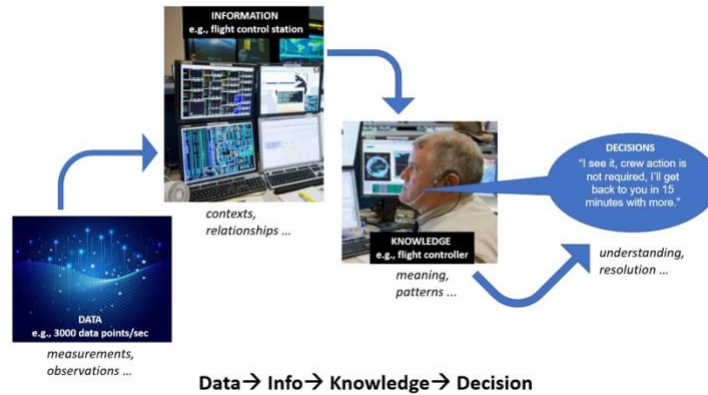 INFORMATION
e.g., flight control station
contexts,
relationships ...
DATA
e.g., 3000 data points/sec
measurements,
observations ...
KNOWLEDGE
e.g., flight controller
meaning,
patterns ...
DECISIONS
“I see it, crew action is
not required, I’ll get
back to you in 15
minutes with more.”
understanding,
resolution ...
Data→ Info→ Knowledge→ Decision